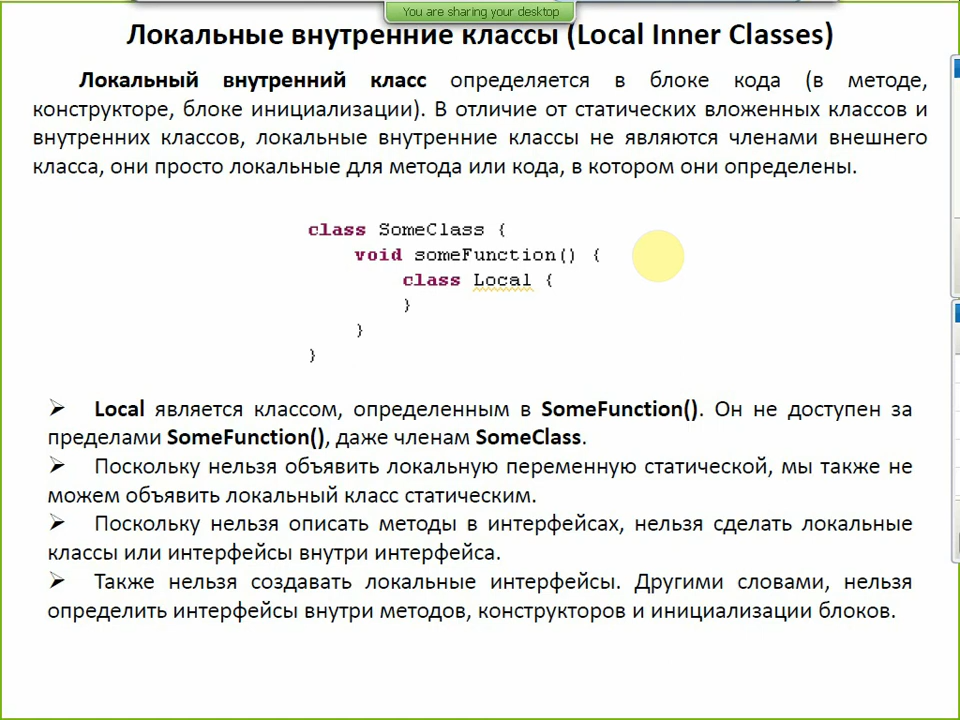 You are sharing your desktop
Локальные внутренние классы (Local Inner Classes)
Локальный внутренний класс определяется в блоке кода (в методе,
конструкторе, блоке инициализации). В отличие от статических вложенных классов и
внутренних классов, локальные внутренние классы не являются членами внешнего
класса, они просто локальные для метода или кода, в котором они определены.
class SomeClass {
void someFunction() {
class Local {
}
}
}
➢ Local является классом, определенным в SomeFunction(). Он не доступен за
пределами SomeFunction(), даже членам SomeClass.
➢ Поскольку нельзя объявить локальную переменную статической, мы также не
можем объявить локальный класс статическим.
➢ Поскольку нельзя описать методы в интерфейсах, нельзя сделать локальные
классы или интерфейсы внутри интерфейса.
➢ Также нельзя создавать локальные интерфейсы. Другими словами, нельзя
определить интерфейсы внутри методов, конструкторов и инициализации блоков.